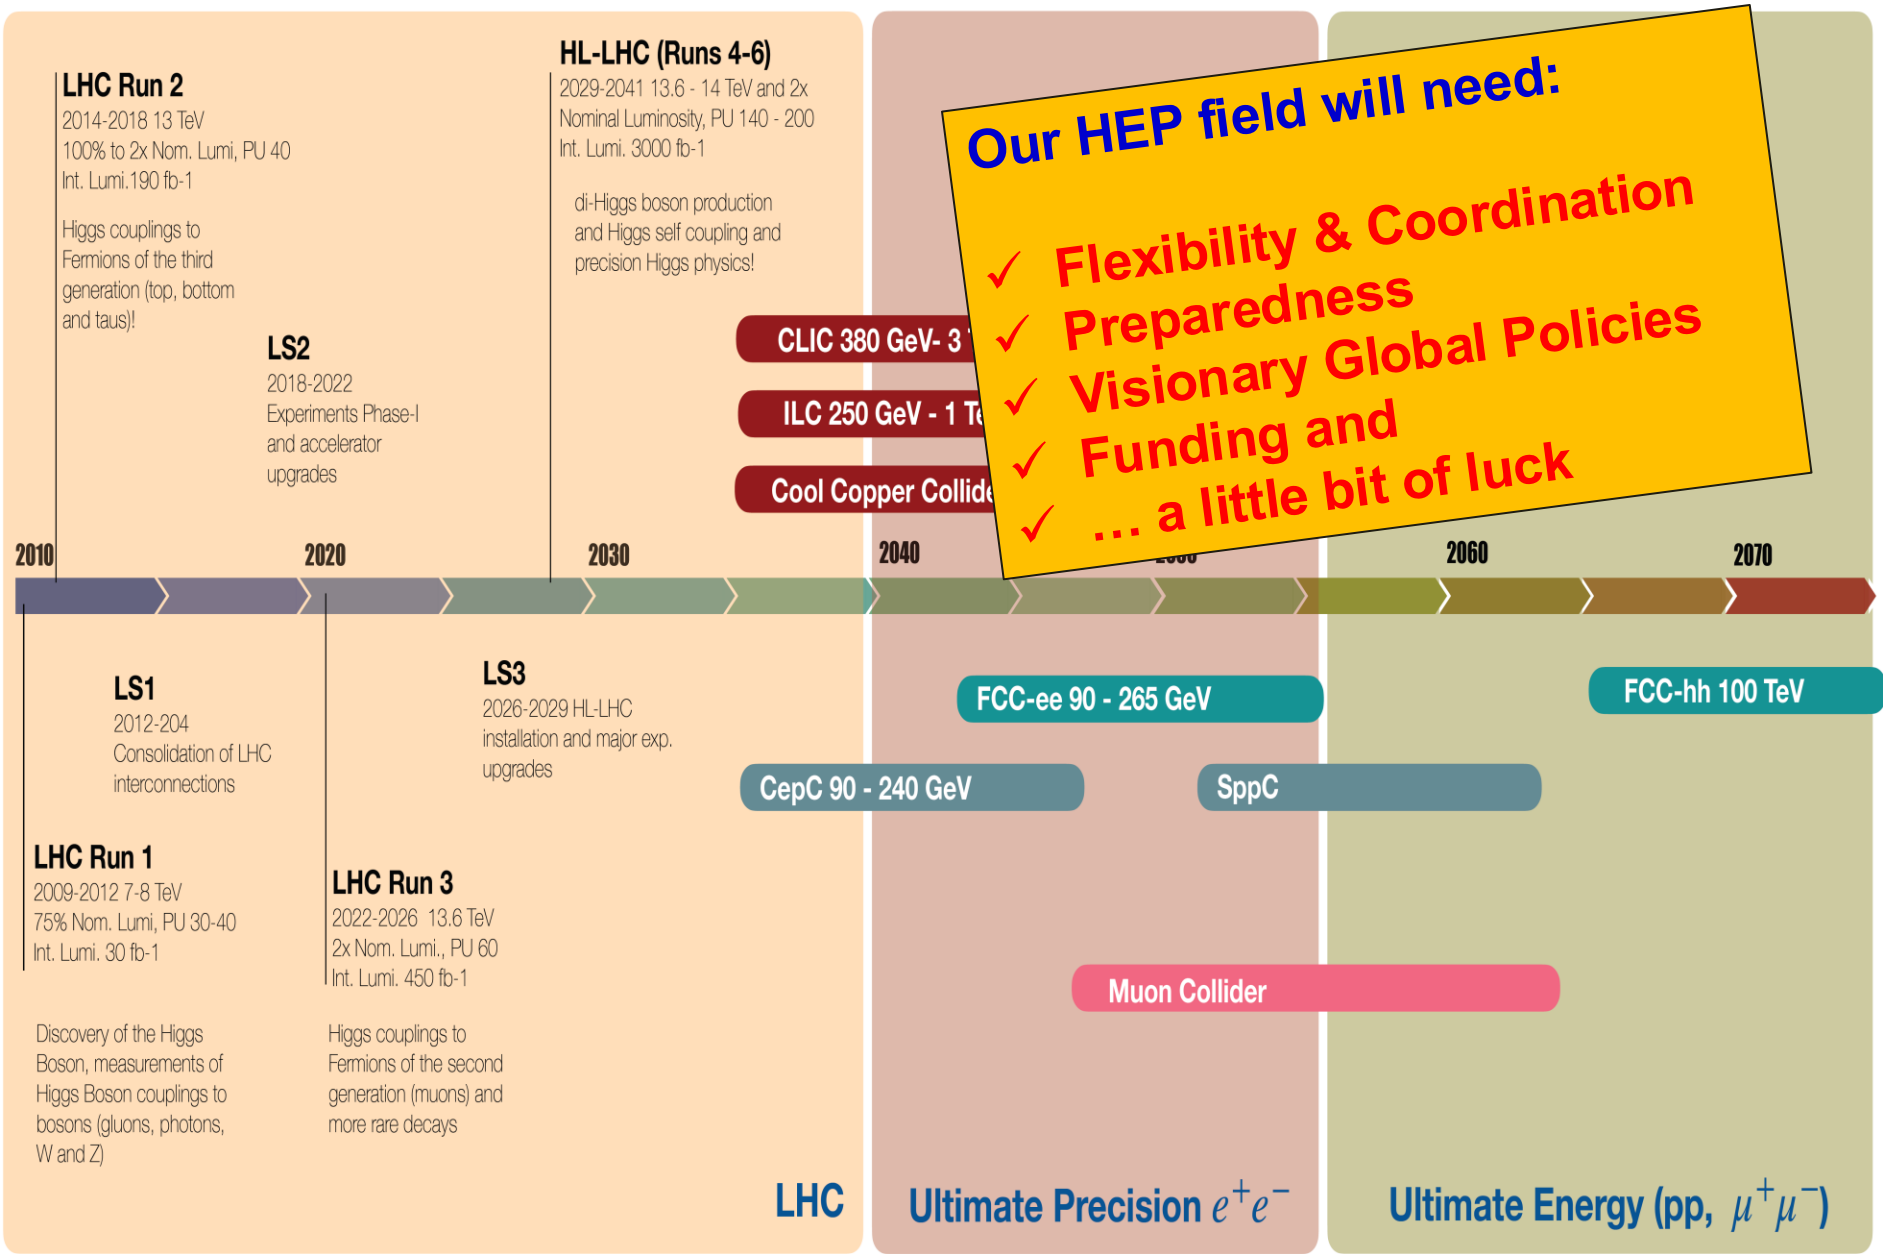 LHC Run 2
2014-2018 13 TeV
100% to 2x Nom. Lumi, PU 40
Int. Lumi.190 fb-1
Higgs couplings to
Fermions of the third
generation (top, bottom
and taus)!
LS2
2018-2022
Experiments Phase-I
and accelerator
upgrades
HL-LHC (Runs 4-6)
2029-2041 13.6 - 14 TeV and 2x
Nominal Luminosity, PU 140 - 200
Int. Lumi. 3000 fb-1
di-Higgs boson production
and Higgs self coupling and
precision Higgs physics!
CLIC 380 GeV- 3
ILC 250 GeV - 1
Cool Copper
Our HEP field will need:
✓ Flexibility & Coordination
✓ Preparedness
✓ Visionary Global Policies
✓ Funding and
✓ ... a little bit of luck
2010
2020
2030
2040
2060
2070
LS1
2012-204
Consolidation of LHC
interconnections
LS3
2026-2029 HL-LHC
installation and major exp.
upgrades
FCC-ee 90 - 265 GeV
FCC-hh 100 TeV
CepC 90 - 240 GeV
SppC
LHC Run 1
2009-2012 7-8 TeV
75% Nom. Lumi, PU 30-40
Int. Lumi. 30 fb-1
Discovery of the Higgs
Boson, measurements of
Higgs Boson couplings to
bosons (gluons, photons,
W and Z)
LHC Run 3
2022-2026 13.6 TeV
2x Nom. Lumi., PU 60
Int. Lumi. 450 fb-1
Higgs couplings to
Fermions of the second
generation (muons) and
more rare decays
Muon Collider
LHC
Ultimate Precision e⁺e⁻
Ultimate Energy (pp, μ⁺μ⁻)